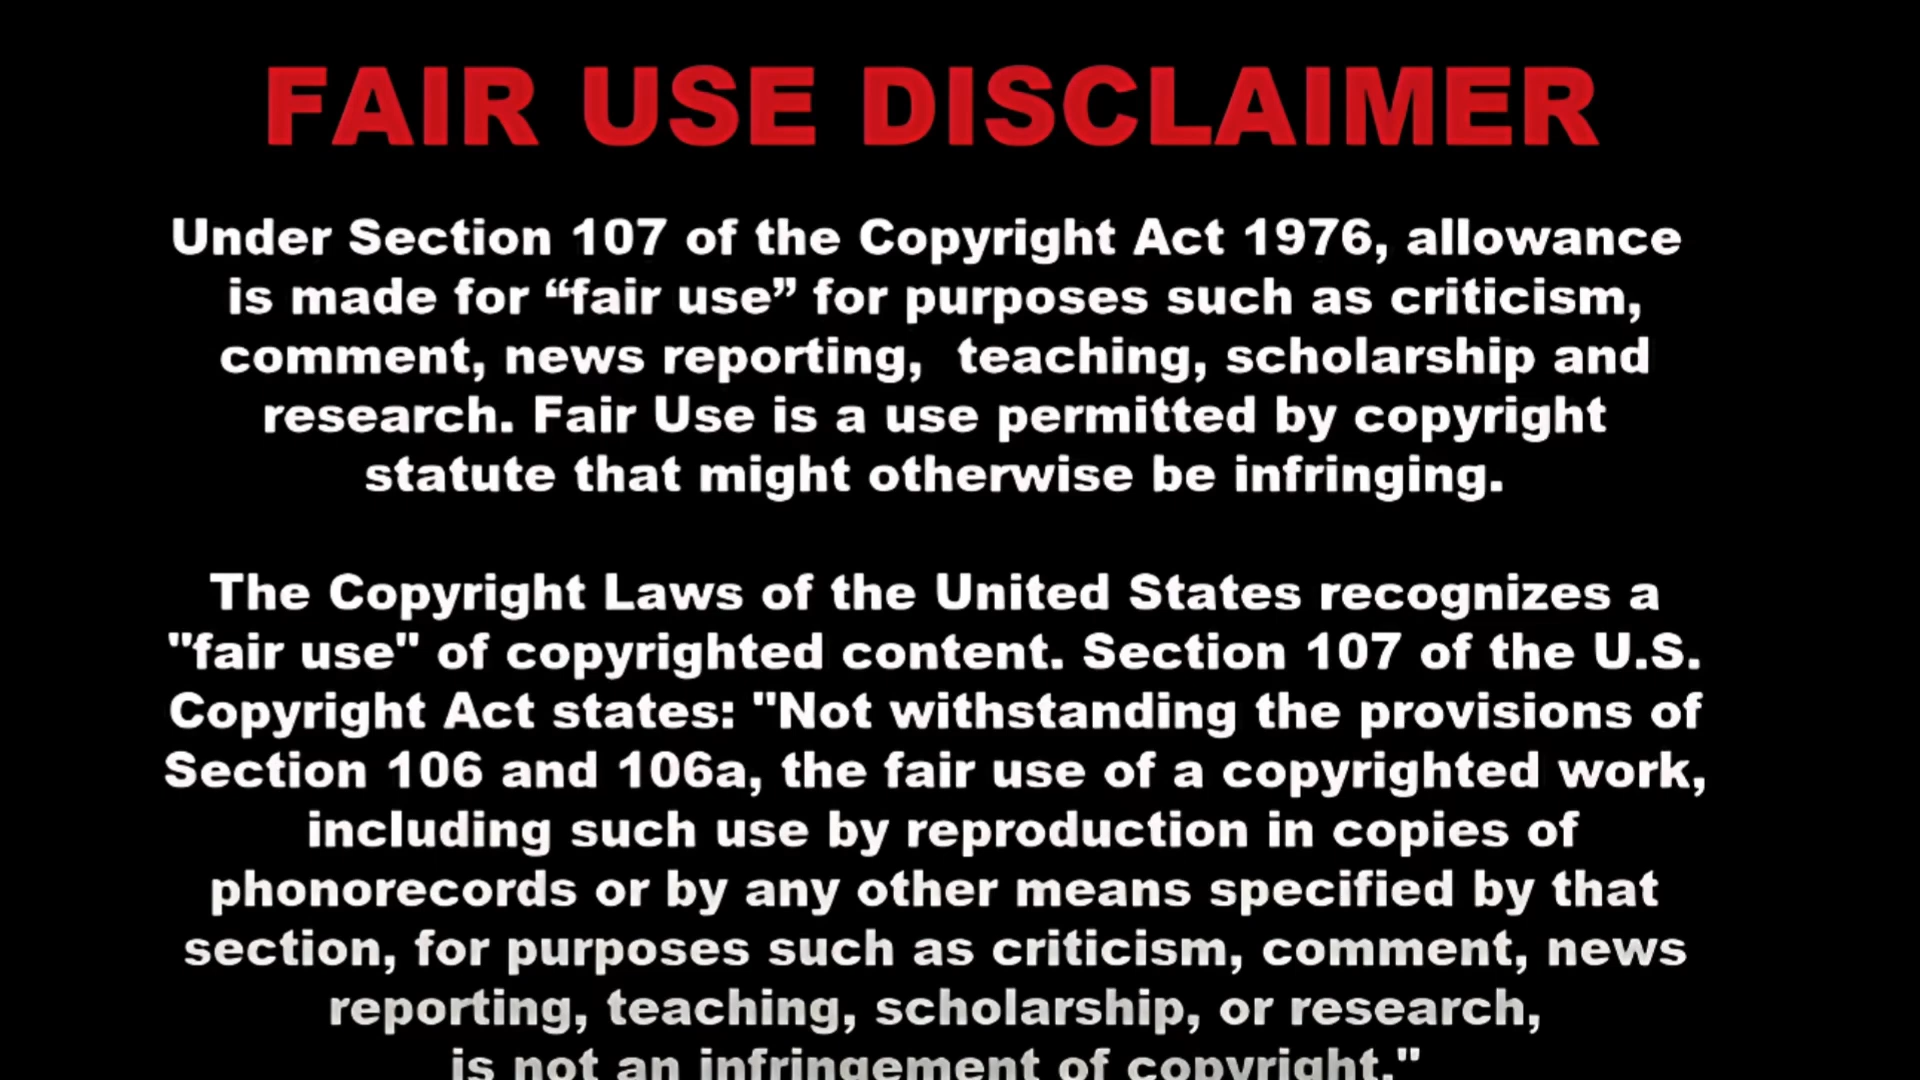 FAIR USE DISCLAIMER
Under Section 107 of the Copyright Act 1976, allowance
is made for “fair use” for purposes such as criticism,
comment, news reporting,  teaching, scholarship and
research. Fair Use is a use permitted by copyright
statute that might otherwise be infringing.
The Copyright Laws of the United States recognizes a
"fair use" of copyrighted content. Section 107 of the U.S.
Copyright Act states: "Not withstanding the provisions of
Section 106 and 106a, the fair use of a copyrighted work,
including such use by reproduction in copies of
phonorecords or by any other means specified by that
section, for purposes such as criticism, comment, news
reporting, teaching, scholarship, or research,
is not an infringement of copyright."